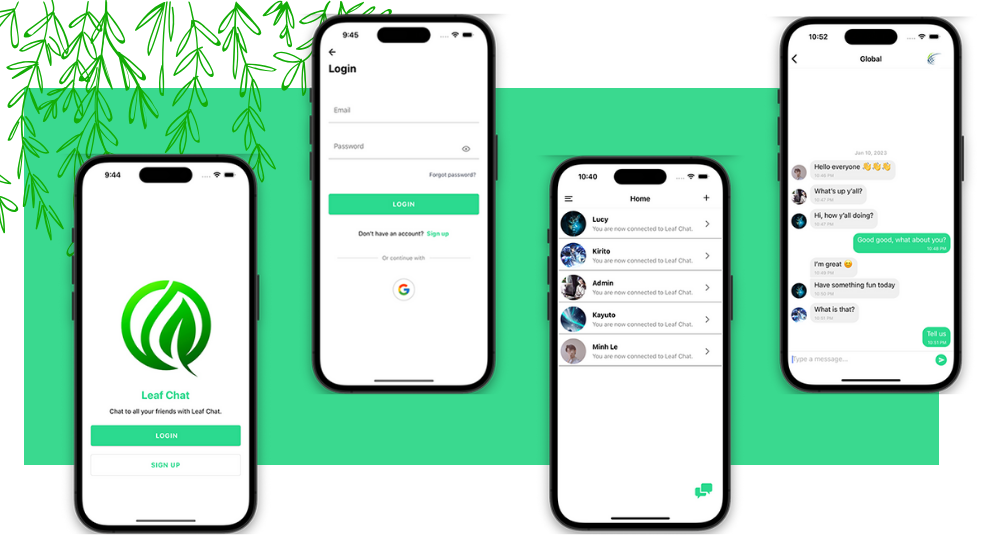 9:44
Leaf Chat
Chat to all your friends with Leaf Chat.
LOGIN
SIGN UP
9:45
Login
Email
Password
Forgot password?
LOGIN
Don't have an account? Sign up
Or continue with
G
10:40
Home
Lucy
You are now connected to Leaf Chat.
Kirito
You are now connected to Leaf Chat.
Admin
You are now connected to Leaf Chat.
Kayuto
You are now connected to Leaf Chat.
Minh Le
You are now connected to Leaf Chat.
10:52
Global
Jan 10, 2023
Hello everyone 👋👋👋
10:46 PM
What's up y'all?
10:47 PM
Hi, how y'all doing?
10:47 PM
Good good, what about you?
10:48 PM
I'm great 😊
10:48 PM
Have something fun today
10:50 PM
What is that?
10:51 PM
Tell us
10:51 PM
Type a message...